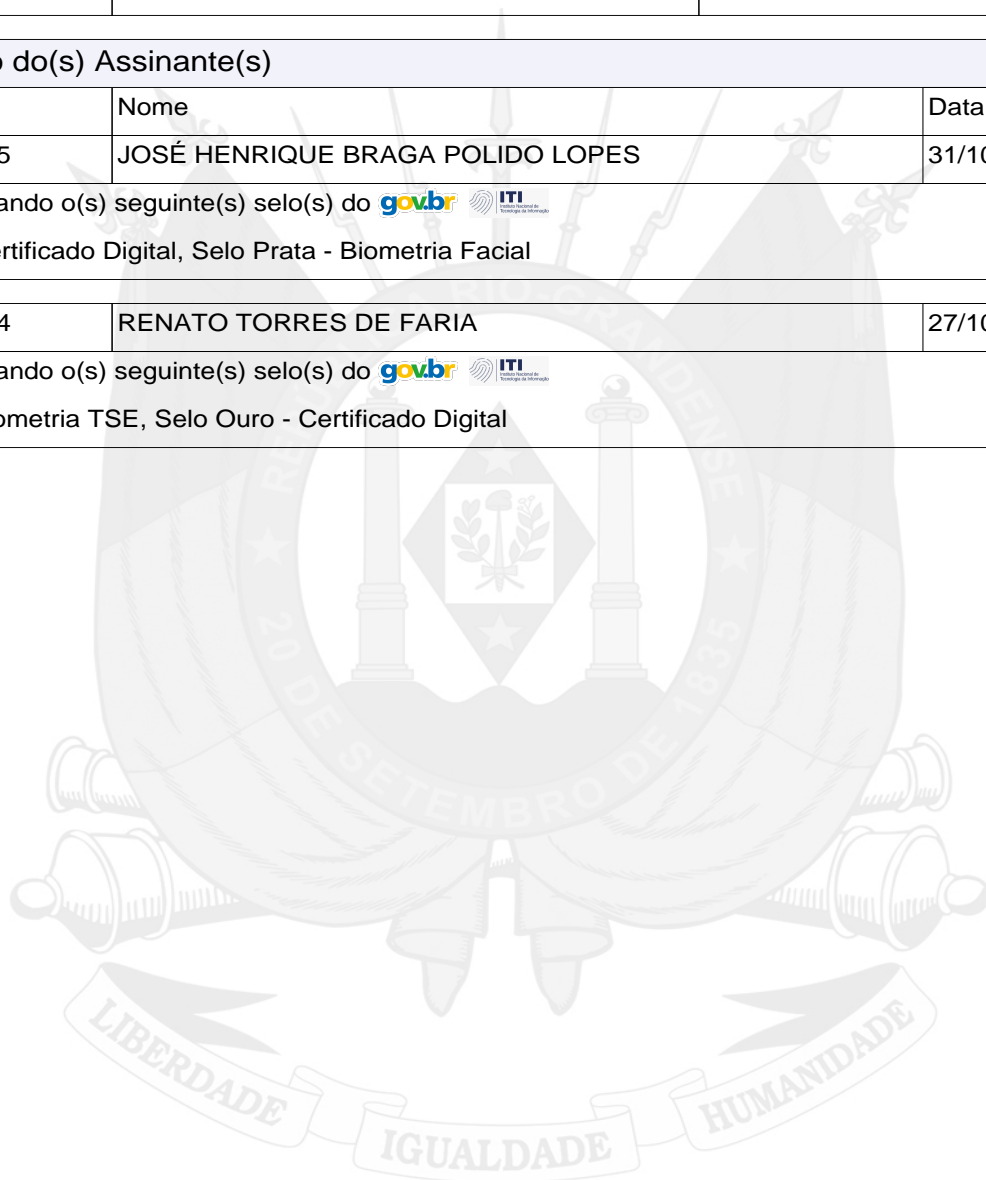 o do(s) Assinante(s)
Nome Data
5 JOSÉ HENRIQUE BRAGA POLIDO LOPES 31/10
ando o(s) seguinte(s) selo(s) do gov.br ITI
ertificado Digital, Selo Prata - Biometria Facial
4 RENATO TORRES DE FARIA 27/10
ando o(s) seguinte(s) selo(s) do gov.br ITI
ometria TSE, Selo Ouro - Certificado Digital
REPÚBLICA RIO-GRANDENSE
20 DE SETEMBRO DE 1835
LIBERDADE IGUALDADE HUMANIDADE